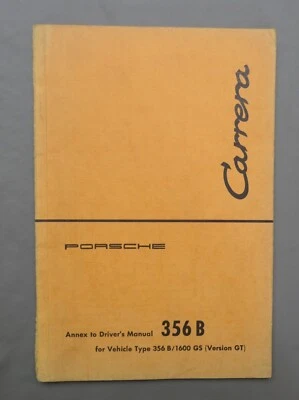 Carrera
PORSCHE
Annex to Driver's Manual 356 B
for Vehicle Type 356 B/1600 GS (Version GT)